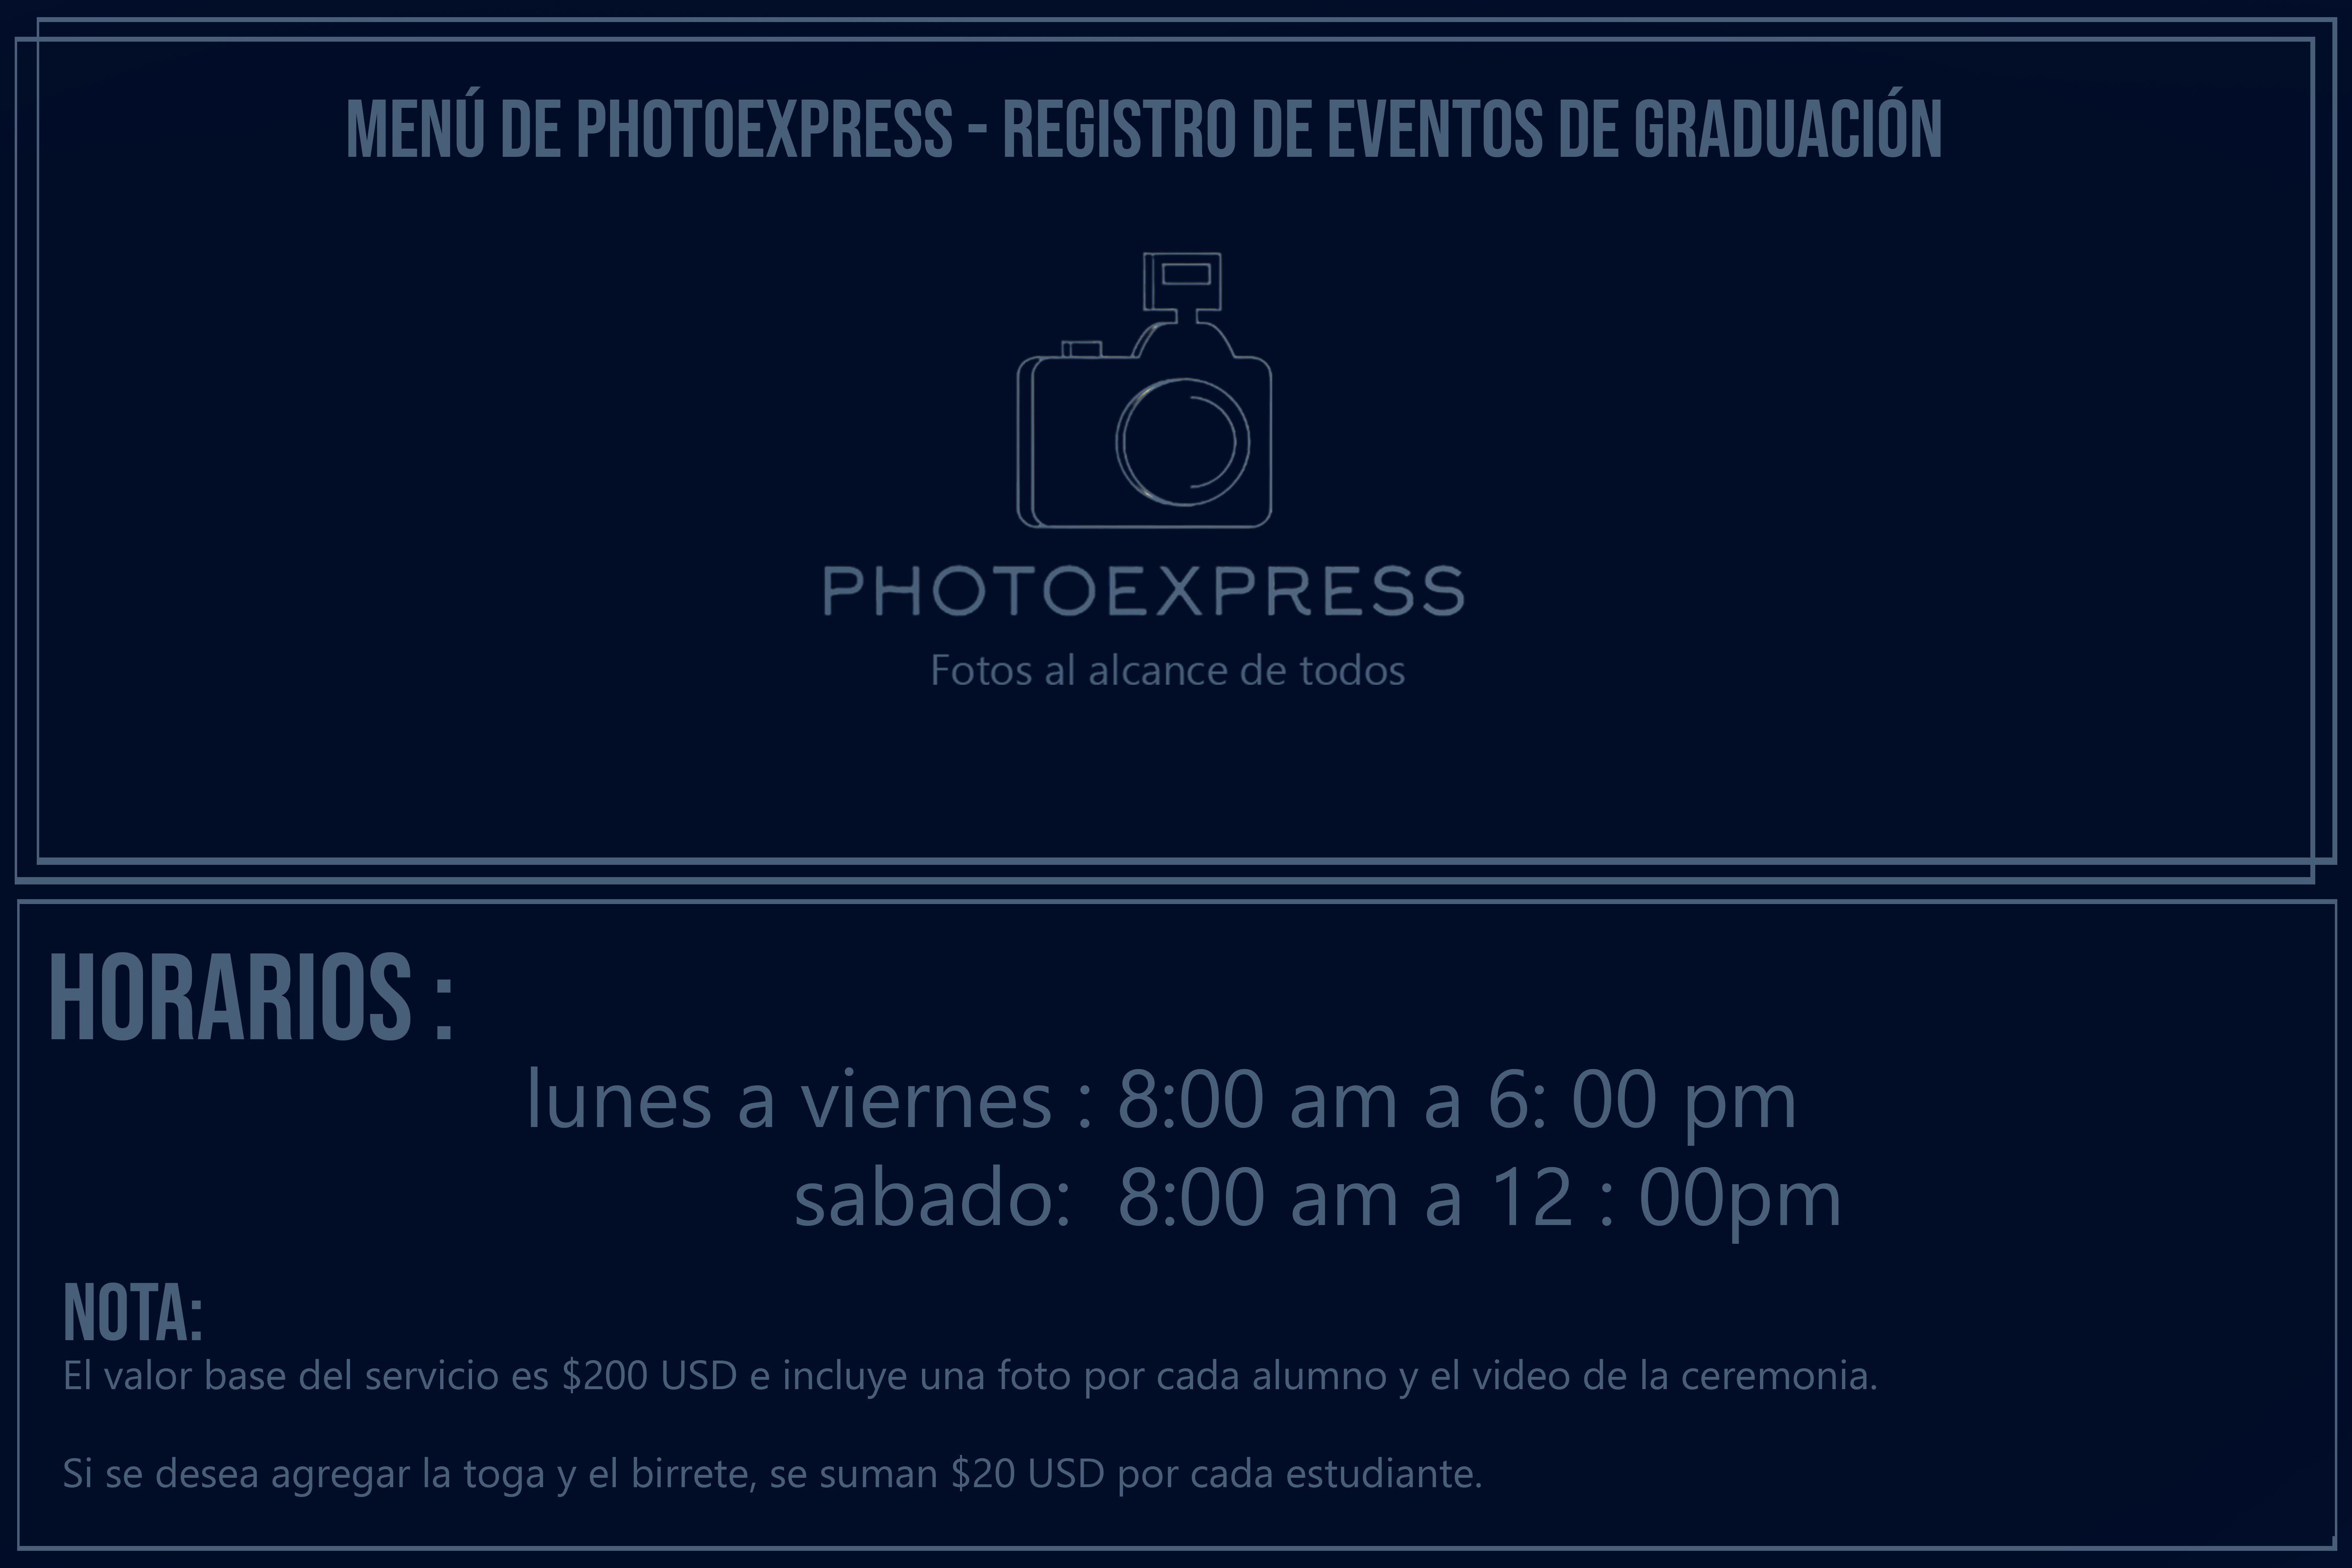 MENÚ DE PHOTOEXPRESS - REGISTRO DE EVENTOS DE GRADUACIÓN
PHOTOEXPRESS
Fotos al alcance de todos
HORARIOS :
lunes a viernes : 8:00 am a 6: 00 pm
sabado:  8:00 am a 12 : 00pm
NOTA:
El valor base del servicio es $200 USD e incluye una foto por cada alumno y el video de la ceremonia.
Si se desea agregar la toga y el birrete, se suman $20 USD por cada estudiante.